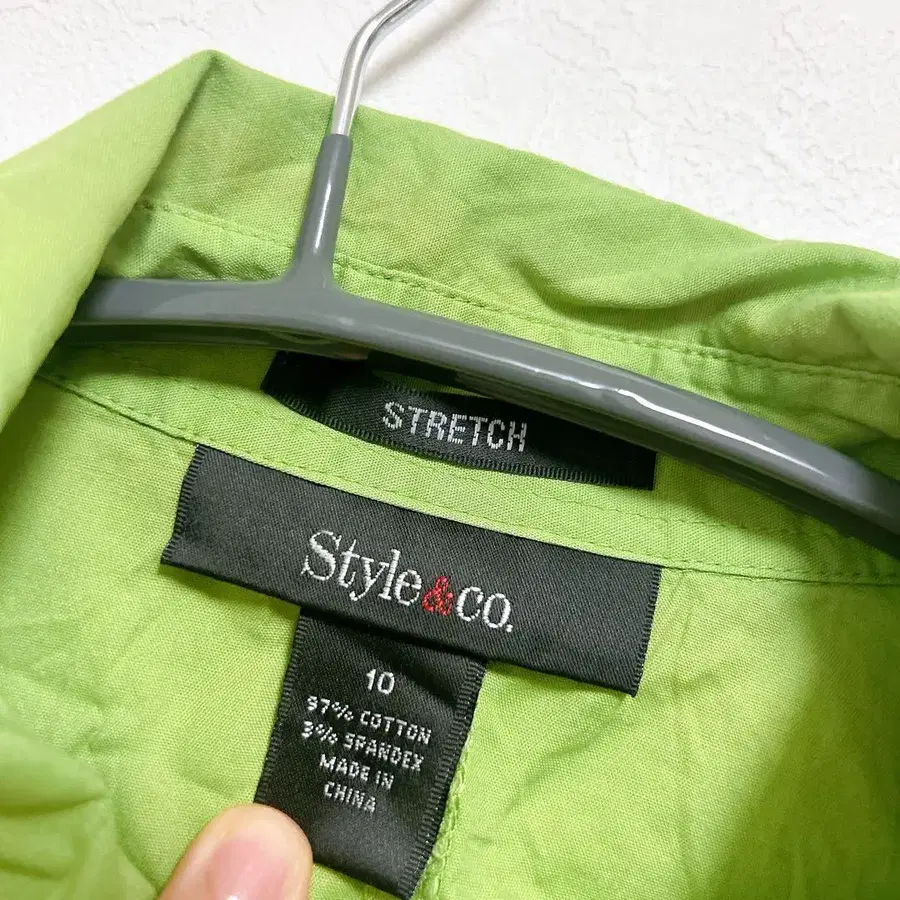 STRETCH
Style&co.
10
97% COTTON
3% SPANDEX
MADE IN
CHINA